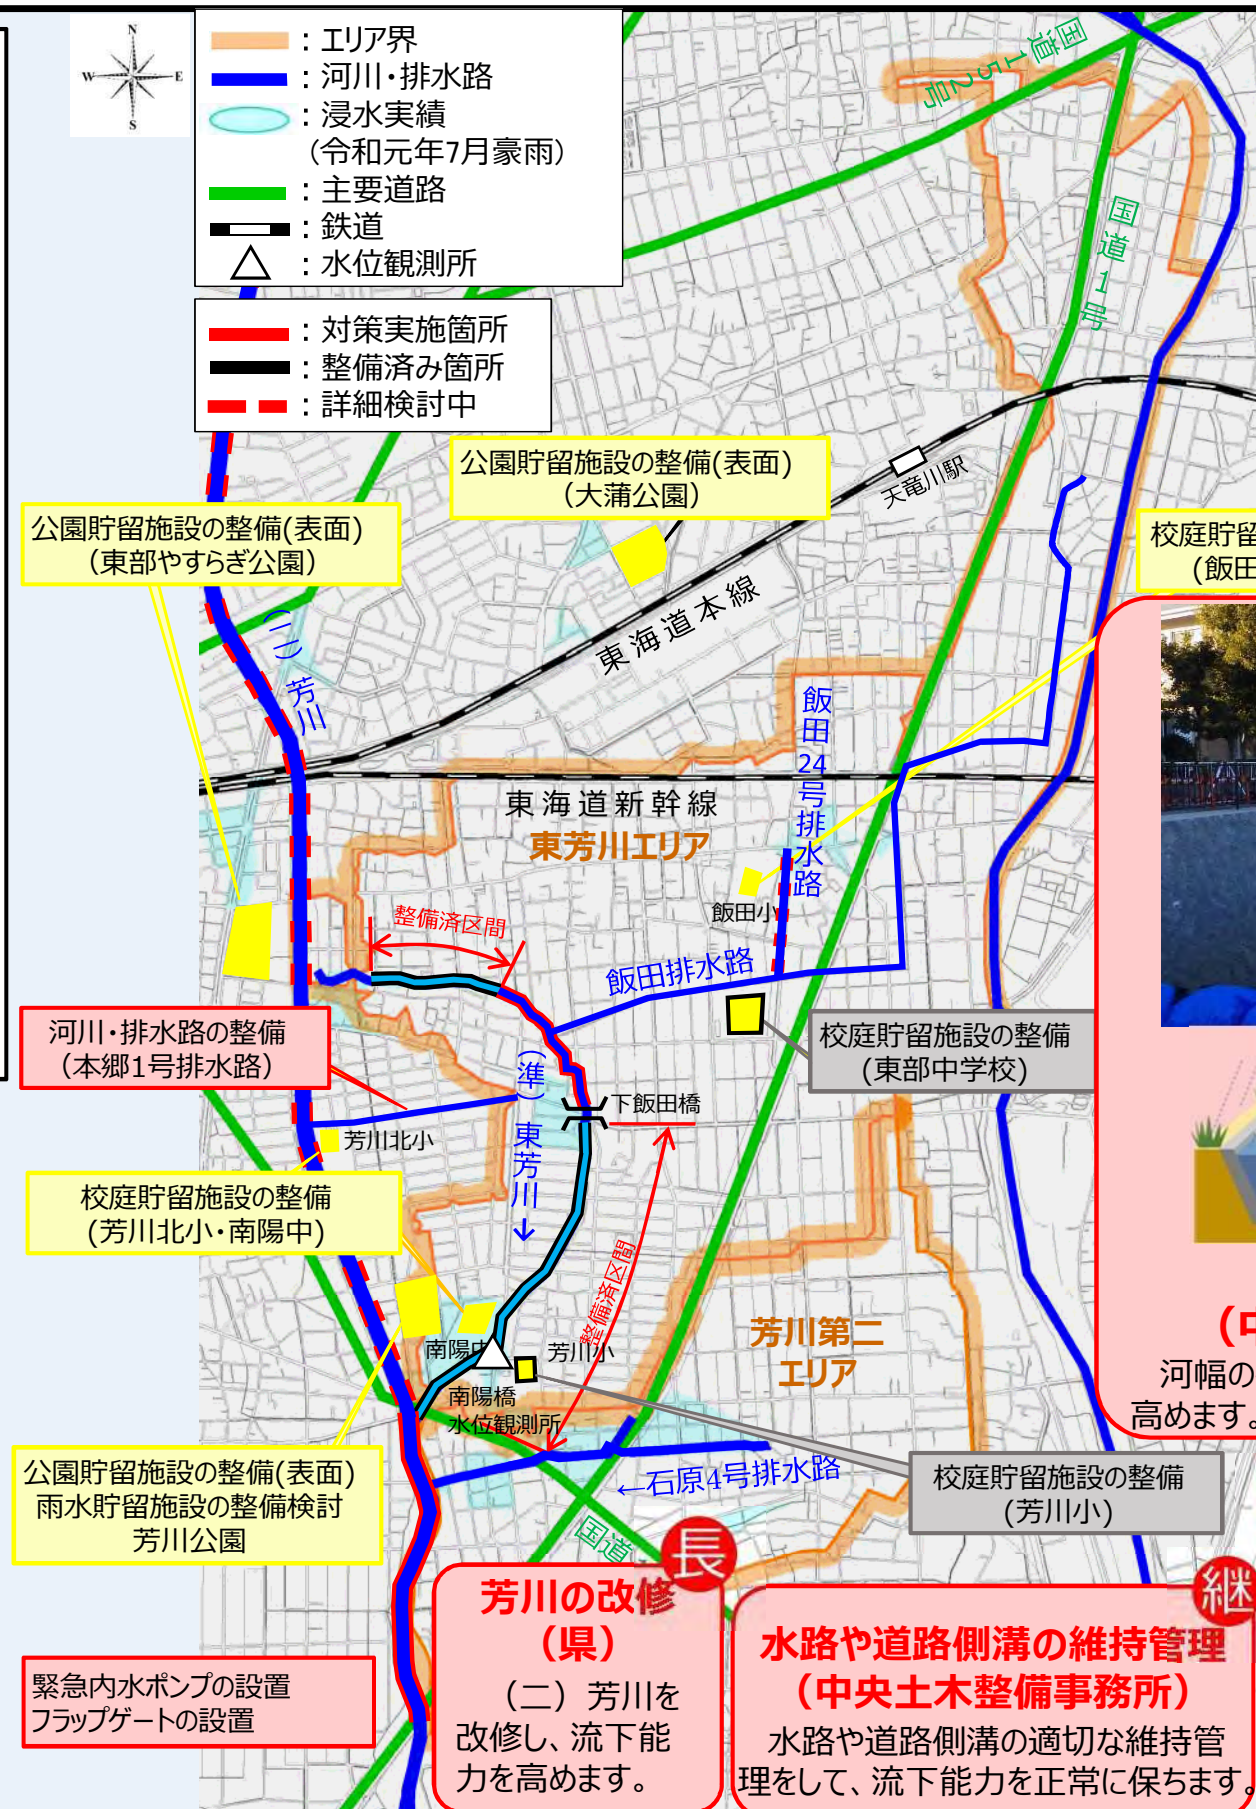 N
W E
S
：エリア界
：河川・排水路
：浸水実績
（令和元年7月豪雨）
：主要道路
：鉄道
：水位観測所
：対策実施箇所
：整備済み箇所
：詳細検討中
国道152号
国道1号
公園貯留施設の整備(表面)
（大蒲公園）
天竜川駅
公園貯留施設の整備(表面)
（東部やすらぎ公園）
校庭貯留
(飯田
東海道本線
（二）芳川
飯田24号排水路
東海道新幹線
東芳川エリア
整備済区間
飯田小
飯田排水路
河川・排水路の整備
（本郷1号排水路）
校庭貯留施設の整備
(東部中学校)
（準）東芳川→
下飯田橋
芳川北小
校庭貯留施設の整備
(芳川北小・南陽中)
整備済区間
芳川第二
エリア
南陽中
芳川小
南陽橋
水位観測所
（中
河幅の
高めます。
公園貯留施設の整備(表面)
雨水貯留施設の整備検討
芳川公園
←石原4号排水路
校庭貯留施設の整備
(芳川小)
国道
長
芳川の改修
（県）
（二）芳川を
改修し、流下能
力を高めます。
継
水路や道路側溝の維持管理
（中央土木整備事務所）
水路や道路側溝の適切な維持管
理をして、流下能力を正常に保ちます。
緊急内水ポンプの設置
フラップゲートの設置